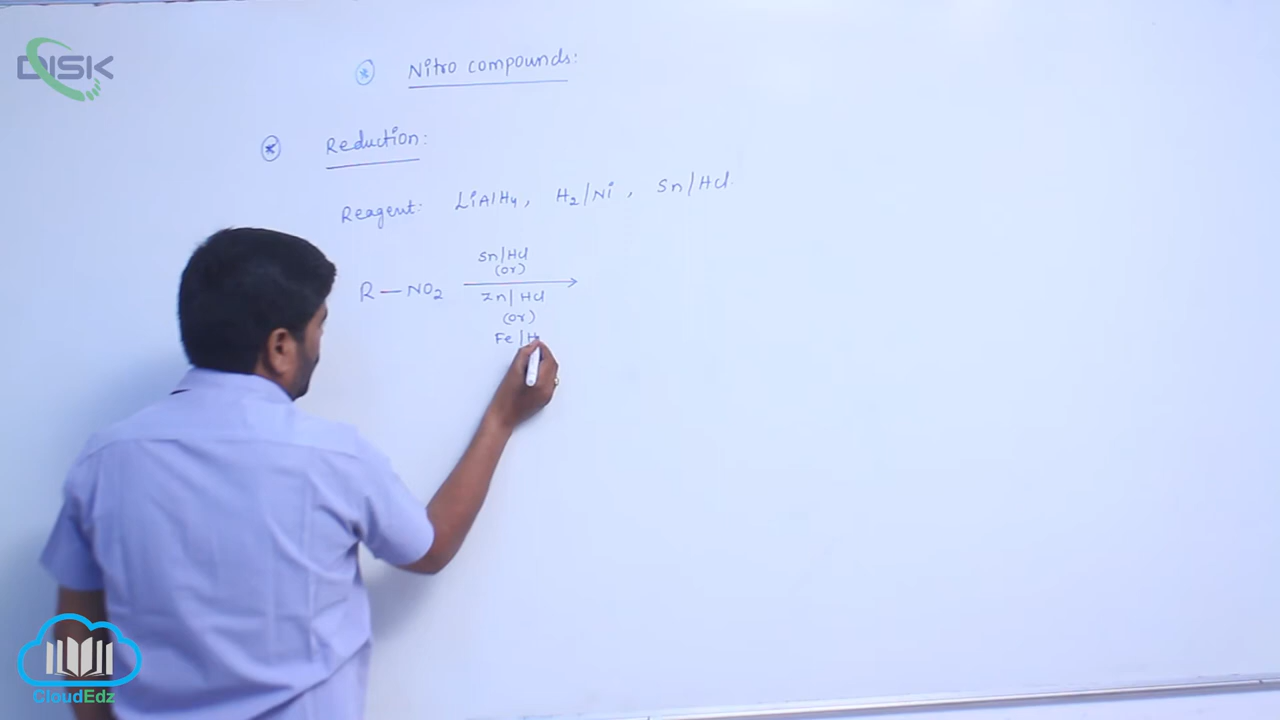 DISK
* Nitro compounds:
* Reduction:
Reagent: LiAlH4, H2/Ni, Sn/HCl.
Sn/HCl
(or)
R — NO2
Zn/HCl
(or)
Fe/H
CloudEdz